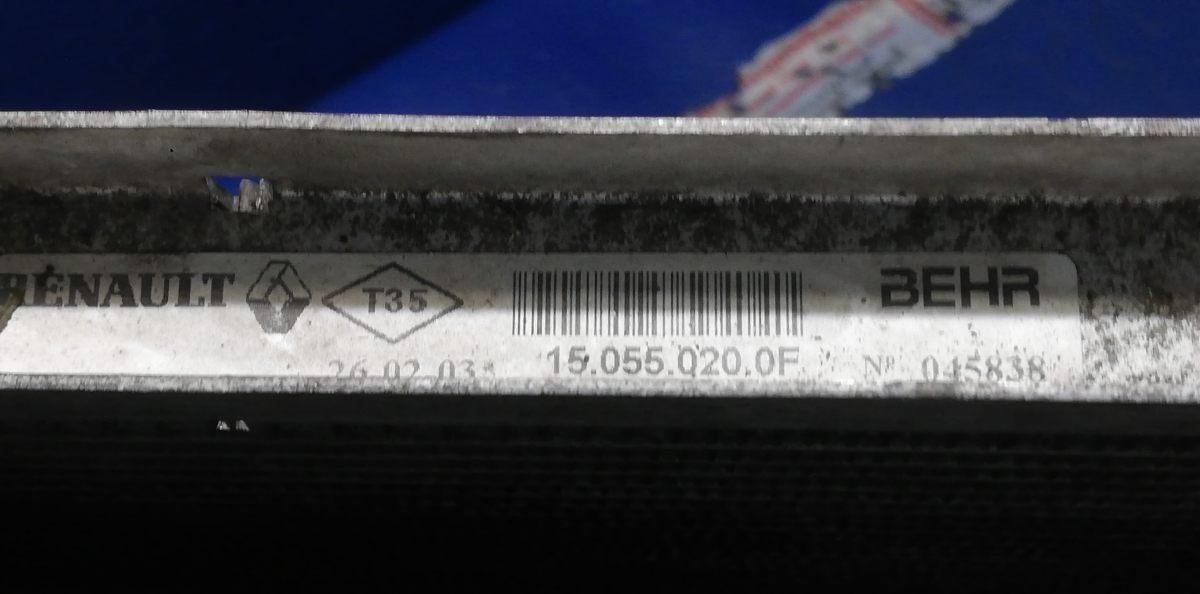 RENAULT T35 BEHR
26.02.03* 15.055.020.0F Nº 045838